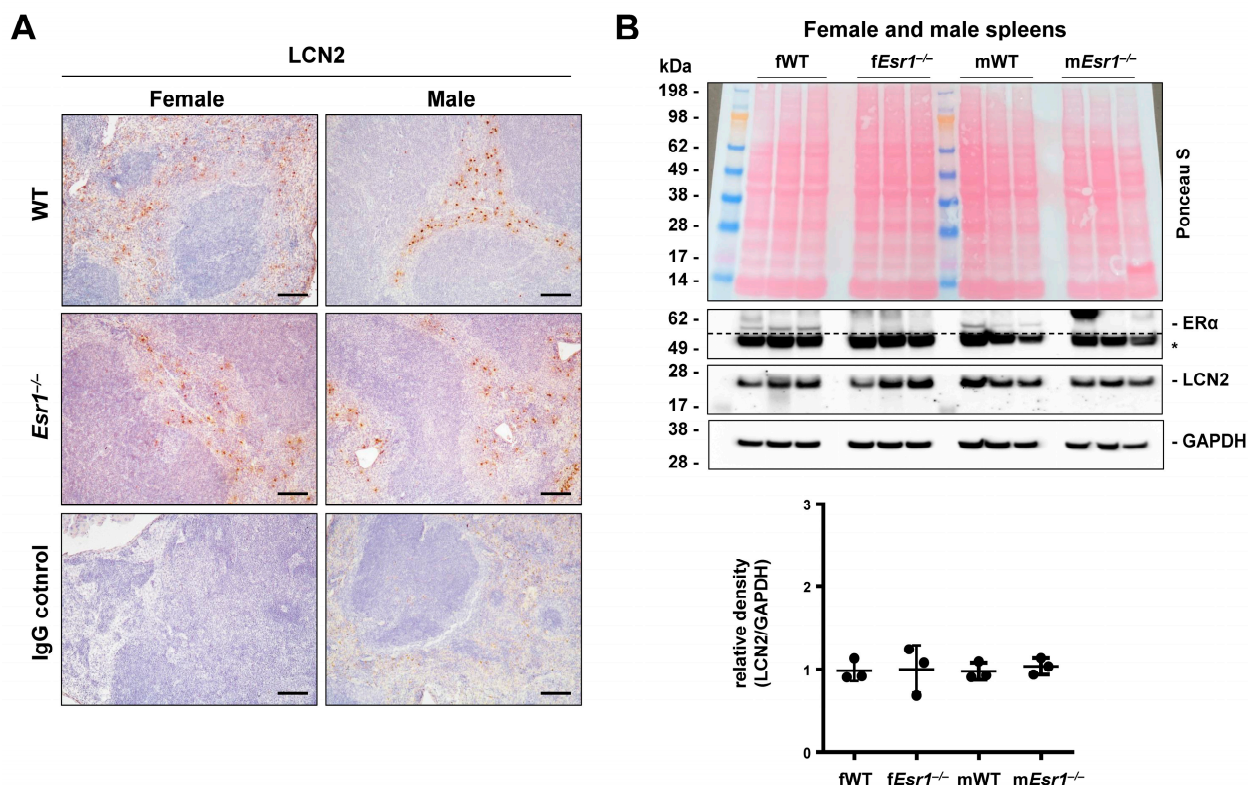 A
LCN2
Female Male
WT
Esr1–/–
IgG cotnrol
B
Female and male spleens
kDa fWT fEsr1–/– mWT mEsr1–/–
198 -
98 -
62 -
49 -
38 -
28 -
17 -
14 -
Ponceau S
62 - - ERα
49 - *
28 - - LCN2
17 -
38 - - GAPDH
28 -
3
2
1
0
relative density
(LCN2/GAPDH)
fWT fEsr1–/– mWT mEsr1–/–